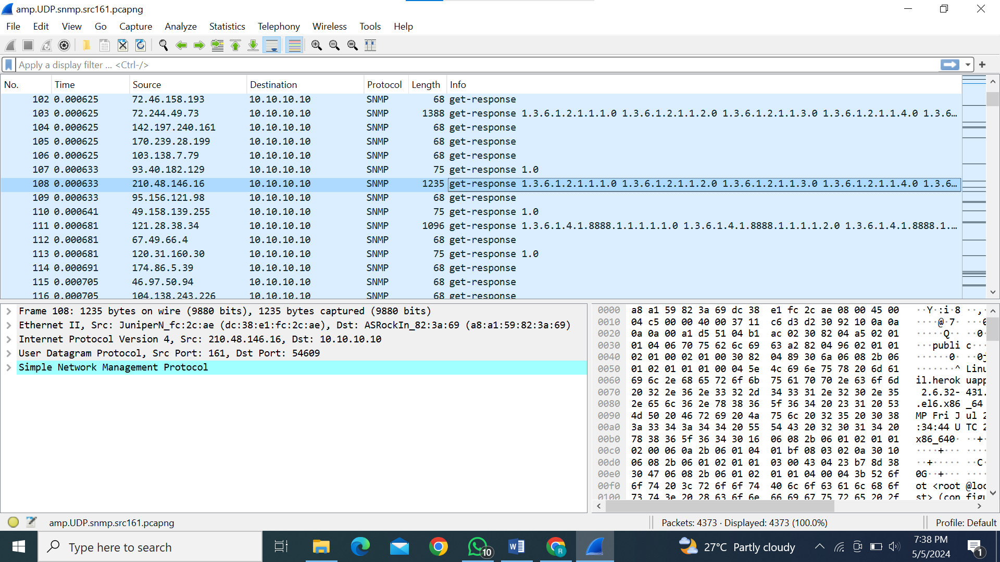 amp.UDP.snmp.src161.pcapng
File Edit View Go Capture Analyze Statistics Telephony Wireless Tools Help
Apply a display filter ... <Ctrl-/>
No. Time Source Destination Protocol Length Info
102 0.000625 72.46.158.193 10.10.10.10 SNMP 68 get-response
103 0.000625 72.244.49.73 10.10.10.10 SNMP 1388 get-response 1.3.6.1.2.1.1.1.0 1.3.6.1.2.1.1.2.0 1.3.6.1.2.1.1.3.0 1.3.6.1.2.1.1.4.0 1.3.6…
104 0.000625 142.197.240.161 10.10.10.10 SNMP 68 get-response
105 0.000625 170.239.28.199 10.10.10.10 SNMP 68 get-response
106 0.000625 103.138.7.79 10.10.10.10 SNMP 68 get-response
107 0.000633 93.40.182.129 10.10.10.10 SNMP 75 get-response 1.0
108 0.000633 210.48.146.16 10.10.10.10 SNMP 1235 get-response 1.3.6.1.2.1.1.1.0 1.3.6.1.2.1.1.2.0 1.3.6.1.2.1.1.3.0 1.3.6.1.2.1.1.4.0 1.3.6…
109 0.000633 95.156.121.98 10.10.10.10 SNMP 68 get-response
110 0.000641 49.158.139.255 10.10.10.10 SNMP 75 get-response 1.0
111 0.000681 121.28.38.34 10.10.10.10 SNMP 1096 get-response 1.3.6.1.4.1.8888.1.1.1.1.1.0 1.3.6.1.4.1.8888.1.1.1.1.2.0 1.3.6.1.4.1.8888.1.…
112 0.000681 67.49.66.4 10.10.10.10 SNMP 68 get-response
113 0.000681 120.31.160.30 10.10.10.10 SNMP 75 get-response 1.0
114 0.000691 174.86.5.39 10.10.10.10 SNMP 68 get-response
115 0.000705 46.97.50.94 10.10.10.10 SNMP 68 get-response
116 0.000705 104.138.243.226 10.10.10.10 SNMP 68 get-response
Frame 108: 1235 bytes on wire (9880 bits), 1235 bytes captured (9880 bits)
Ethernet II, Src: JuniperN_fc:2c:ae (dc:38:e1:fc:2c:ae), Dst: ASRockIn_82:3a:69 (a8:a1:59:82:3a:69)
Internet Protocol Version 4, Src: 210.48.146.16, Dst: 10.10.10.10
User Datagram Protocol, Src Port: 161, Dst Port: 54609
Simple Network Management Protocol
0000 a8 a1 59 82 3a 69 dc 38 e1 fc 2c ae 08 00 45 00 ··Y·:i·8 ··,·
0010 04 c5 00 00 40 00 37 11 c6 d3 d2 30 92 10 0a 0a ····@·7· ···0
0020 0a 0a 00 a1 d5 51 04 b1 ac 02 30 82 04 a5 02 01 ·····Q·· ··0·
0030 01 04 06 70 75 62 6c 69 63 a2 82 04 96 02 01 01 ···publi c···
0040 02 01 00 02 01 00 30 82 04 89 30 6a 06 08 2b 06 ······0· ··0j
0050 01 02 01 01 01 00 04 5e 4c 69 6e 75 78 20 6d 61 ·······^ Linu
0060 69 6c 2e 68 65 72 6f 6b 75 61 70 70 2e 63 6f 6d il.herok uapp
0070 20 32 2e 36 2e 33 32 2d 34 33 31 2e 32 30 2e 35 2.6.32- 431.
0080 2e 65 6c 36 2e 78 38 36 5f 36 34 20 23 31 20 53 .el6.x86 _64
0090 4d 50 20 46 72 69 20 4a 75 6c 20 32 35 20 30 38 MP Fri J ul 2
00a0 3a 33 34 3a 34 34 20 55 54 43 20 32 30 31 34 20 :34:44 U TC 2
00b0 78 38 36 5f 36 34 30 16 06 08 2b 06 01 02 01 01 x86_640· ··+·
00c0 02 00 06 0a 2b 06 01 04 01 bf 08 03 02 0a 30 10 ····+··· ····
00d0 06 08 2b 06 01 02 01 01 03 00 43 04 23 b7 8d 38 ··+····· ··C·
00e0 30 47 06 08 2b 06 01 02 01 01 04 00 04 3b 52 6f 0G··+··· ····
00f0 6f 74 20 3c 72 6f 6f 74 40 6c 6f 63 61 6c 68 6f ot <root @loc
0100 73 74 3e 20 28 63 6f 6e 66 69 67 75 72 65 20 2f st> (con figu
amp.UDP.snmp.src161.pcapng
Packets: 4373 · Displayed: 4373 (100.0%)
Profile: Default
Type here to search
10
W
R
27°C Partly cloudy
7:38 PM
5/5/2024
1